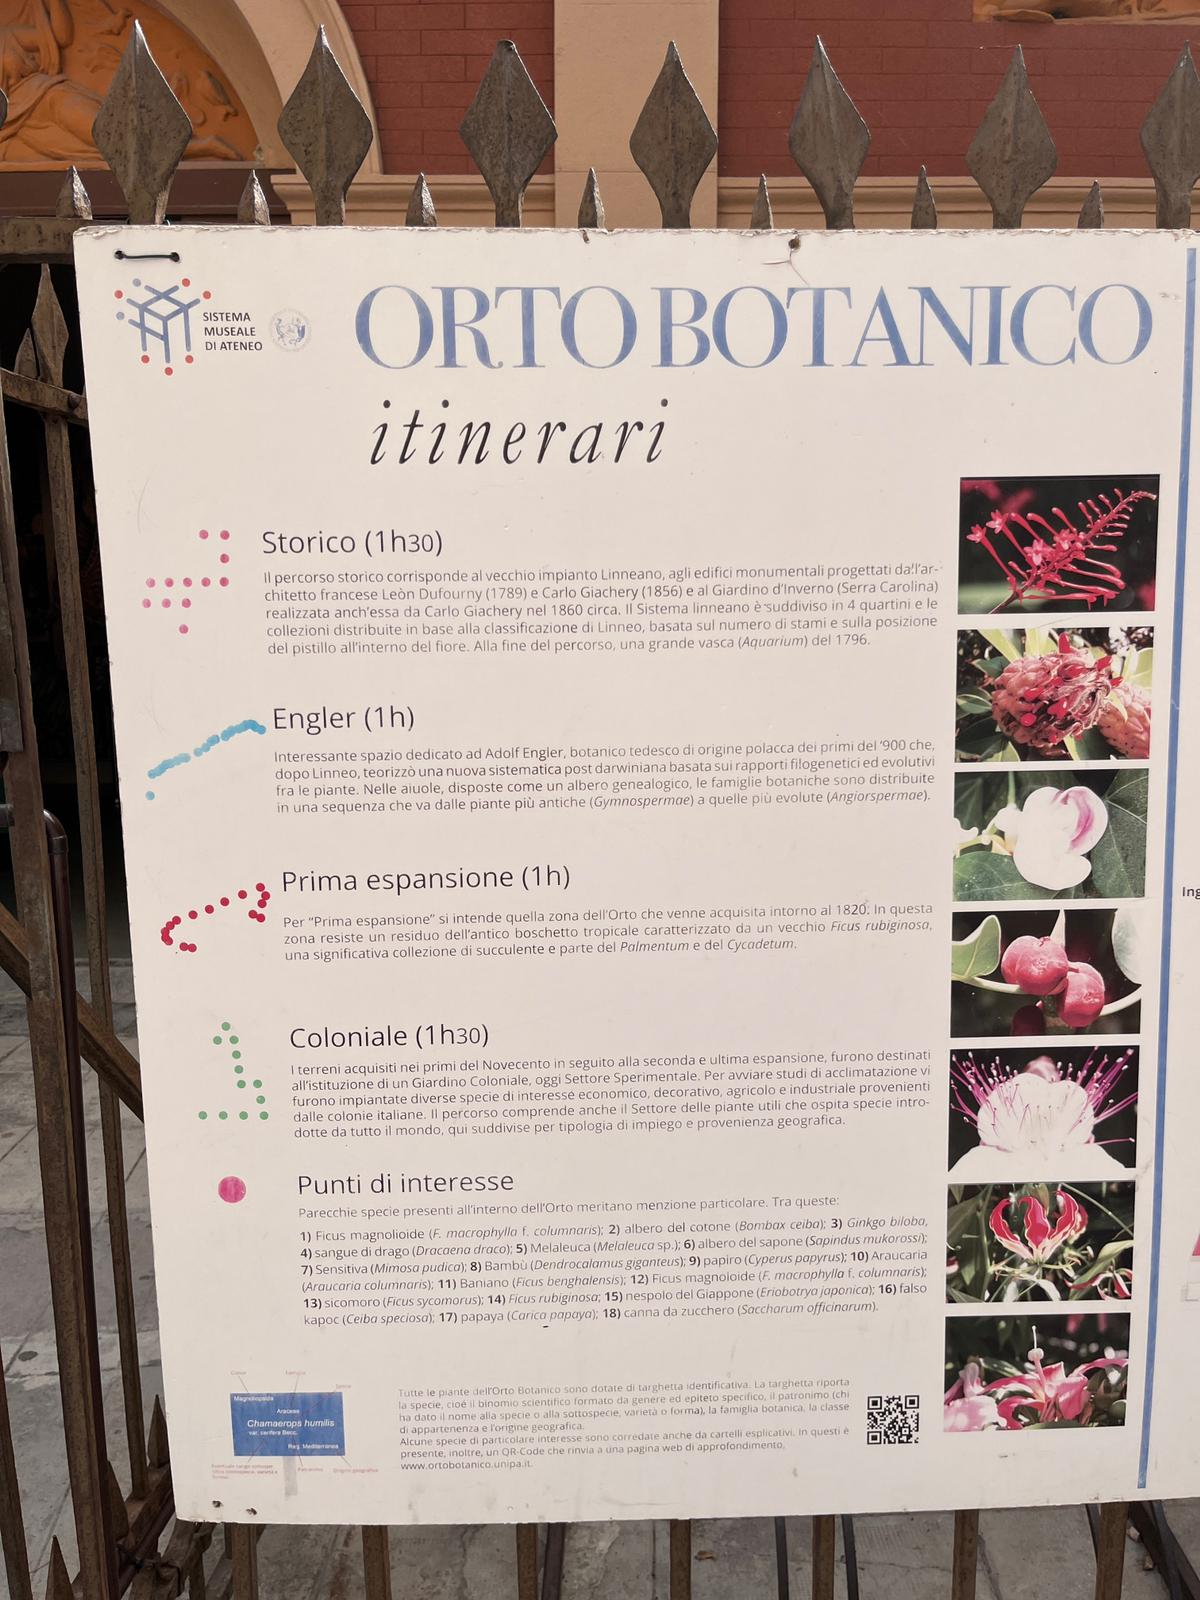 SISTEMA
MUSEALE
DI ATENEO
ORTO BOTANICO
itinerari
Storico (1h30)
Il percorso storico corrisponde al vecchio impianto Linneano, agli edifici monumentali progettati dall'ar-
chitetto francese Leòn Dufourny (1789) e Carlo Giachery (1856) e al Giardino d'Inverno (Serra Carolina)
realizzata anch'essa da Carlo Giachery nel 1860 circa. Il Sistema linneano è suddiviso in 4 quartini e le
collezioni distribuite in base alla classificazione di Linneo, basata sul numero di stami e sulla posizione
del pistillo all'interno del fiore. Alla fine del percorso, una grande vasca (Aquarium) del 1796.
Engler (1h)
Interessante spazio dedicato ad Adolf Engler, botanico tedesco di origine polacca dei primi del '900 che,
dopo Linneo, teorizzò una nuova sistematica post darwiniana basata sui rapporti filogenetici ed evolutivi
fra le piante. Nelle aiuole, disposte come un albero genealogico, le famiglie botaniche sono distribuite
in una sequenza che va dalle piante più antiche (Gymnospermae) a quelle più evolute (Angiorspermae).
Prima espansione (1h)
Per "Prima espansione" si intende quella zona dell'Orto che venne acquisita intorno al 1820. In questa
zona resiste un residuo dell'antico boschetto tropicale caratterizzato da un vecchio Ficus rubiginosa,
una significativa collezione di succulente e parte del Palmentum e del Cycadetum.
Coloniale (1h30)
I terreni acquisiti nei primi del Novecento in seguito alla seconda e ultima espansione, furono destinati
all'istituzione di un Giardino Coloniale, oggi Settore Sperimentale. Per avviare studi di acclimatazione vi
furono impiantate diverse specie di interesse economico, decorativo, agricolo e industriale provenienti
dalle colonie italiane. Il percorso comprende anche il Settore delle piante utili che ospita specie intro-
dotte da tutto il mondo, qui suddivise per tipologia di impiego e provenienza geografica.
Punti di interesse
Parecchie specie presenti all'interno dell'Orto meritano menzione particolare. Tra queste:
1) Ficus magnolioide (F. macrophylla f. columnaris); 2) albero del cotone (Bombax ceiba); 3) Ginkgo biloba,
4) sangue di drago (Dracaena draco); 5) Melaleuca (Melaleuca sp.); 6) albero del sapone (Sapindus mukorossi);
7) Sensitiva (Mimosa pudica); 8) Bambù (Dendrocalamus giganteus); 9) papiro (Cyperus papyrus); 10) Araucaria
(Araucaria columnaris); 11) Baniano (Ficus benghalensis); 12) Ficus magnoloide (F. macrophylla f. columnaris);
13) sicomoro (Ficus sycomorus); 14) Ficus rubiginosa; 15) nespolo del Giappone (Eriobotrya japonica); 16) falso
kapoc (Ceiba speciosa); 17) papaya (Carica papaya); 18) canna da zucchero (Saccharum officinarum).
Magnoliopsida
Araceae
Chamaerops humilis
var. cerifera Becc.
Reg. Mediterranea
Patronimo
Origine geografica
Tutte le piante dell'Orto Botanico sono dotate di targhetta identificativa. La targhetta riporta
la specie, cioè il binomio scientifico formato da genere ed epiteto specifico, il patronimo (chi
ha dato il nome alla specie o alla sottospecie, varietà o forma), la famiglia botanica, la classe
di appartenenza e l'origine geografica.
Alcune specie di particolare interesse sono corredate anche da cartelli esplicativi. In questi è
presente, inoltre, un QR-Code che rinvia a una pagina web di approfondimento,
www.ortobotanico.unipa.it.
Ing